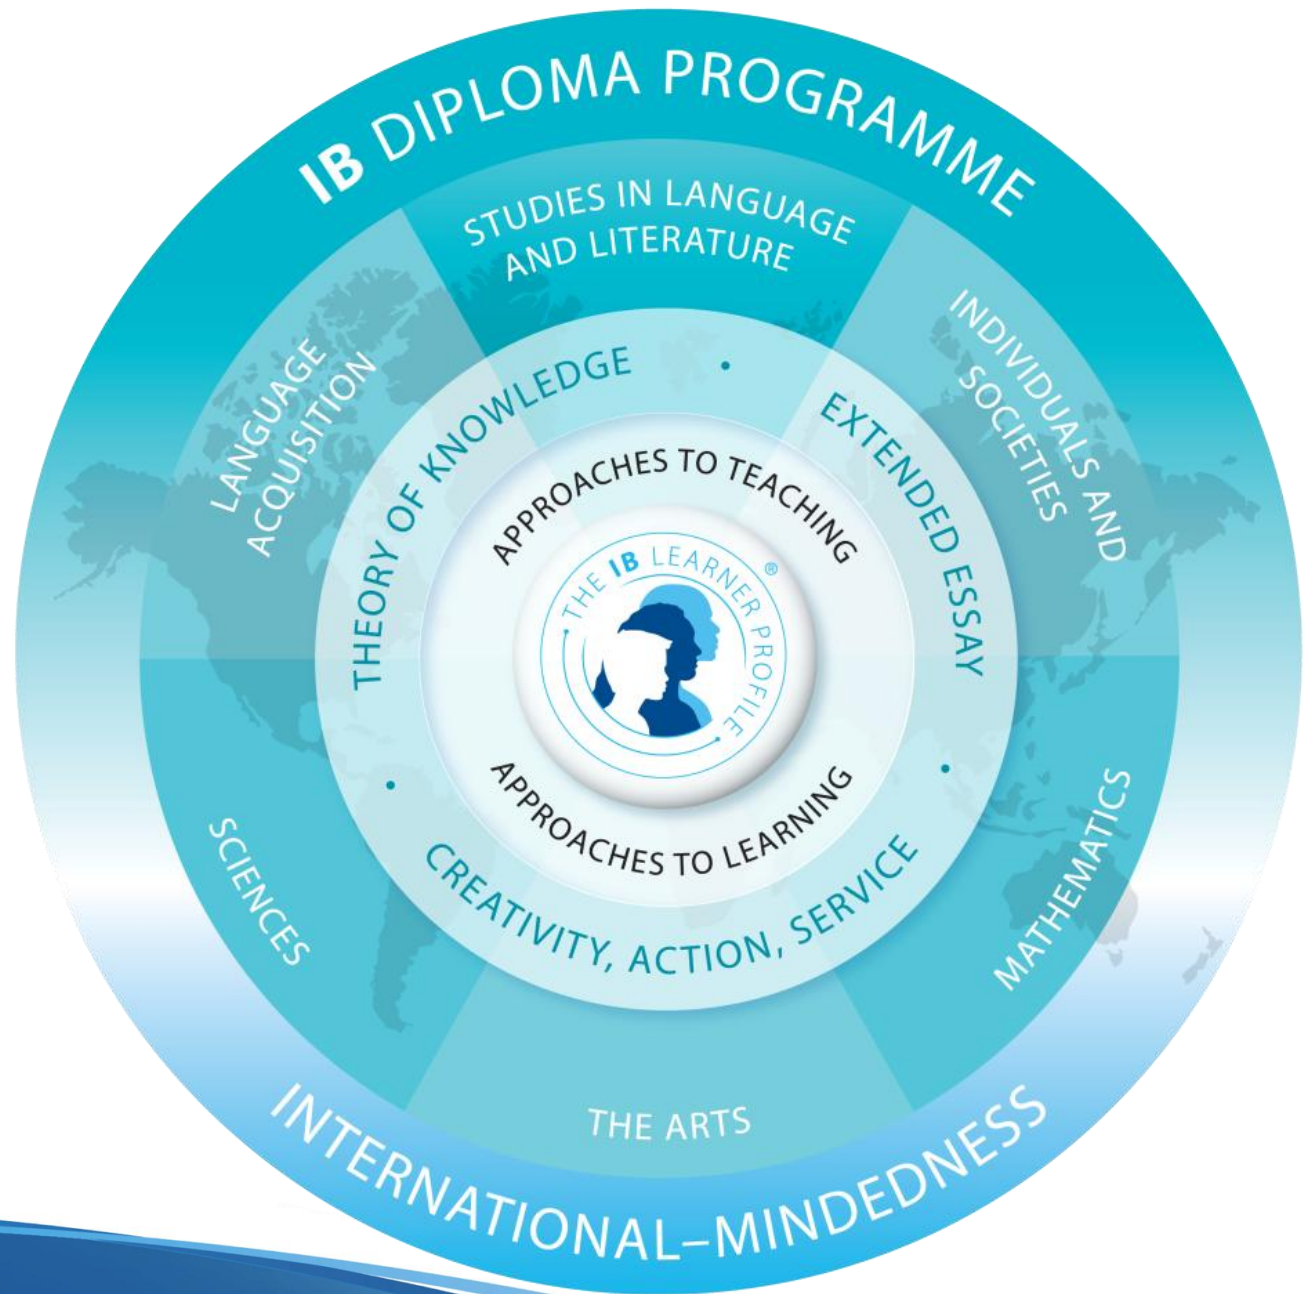 IB DIPLOMA PROGRAMME
STUDIES IN LANGUAGE
AND LITERATURE
LANGUAGE
ACQUISITION
INDIVIDUALS AND
SOCIETIES
THEORY OF KNOWLEDGE
·
EXTENDED ESSAY
APPROACHES TO TEACHING
THE IB LEARNER PROFILE ®
APPROACHES TO LEARNING
·
CREATIVITY, ACTION, SERVICE
·
SCIENCES
MATHEMATICS
THE ARTS
INTERNATIONAL–MINDEDNESS